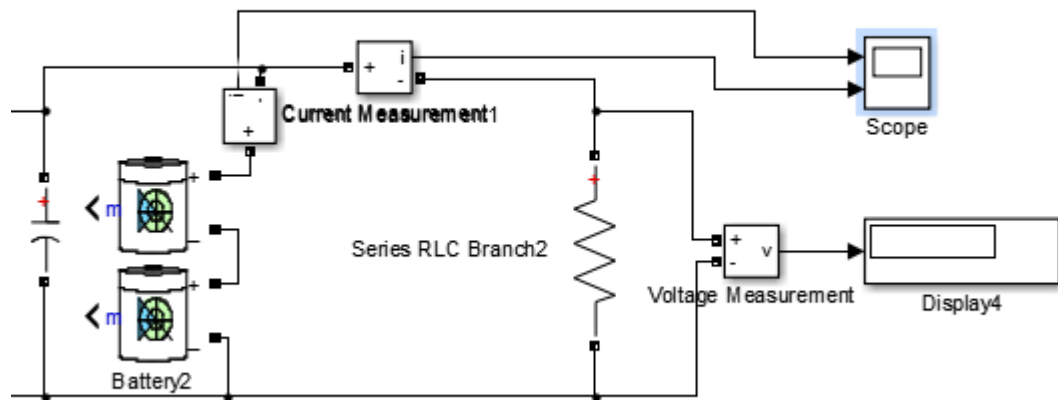 + i
-
Scope
i -
+
Current Measurement1
+
m
+
-
+
Series RLC Branch2
+
-
v
m
+
-
Voltage Measurement
Display4
Battery2